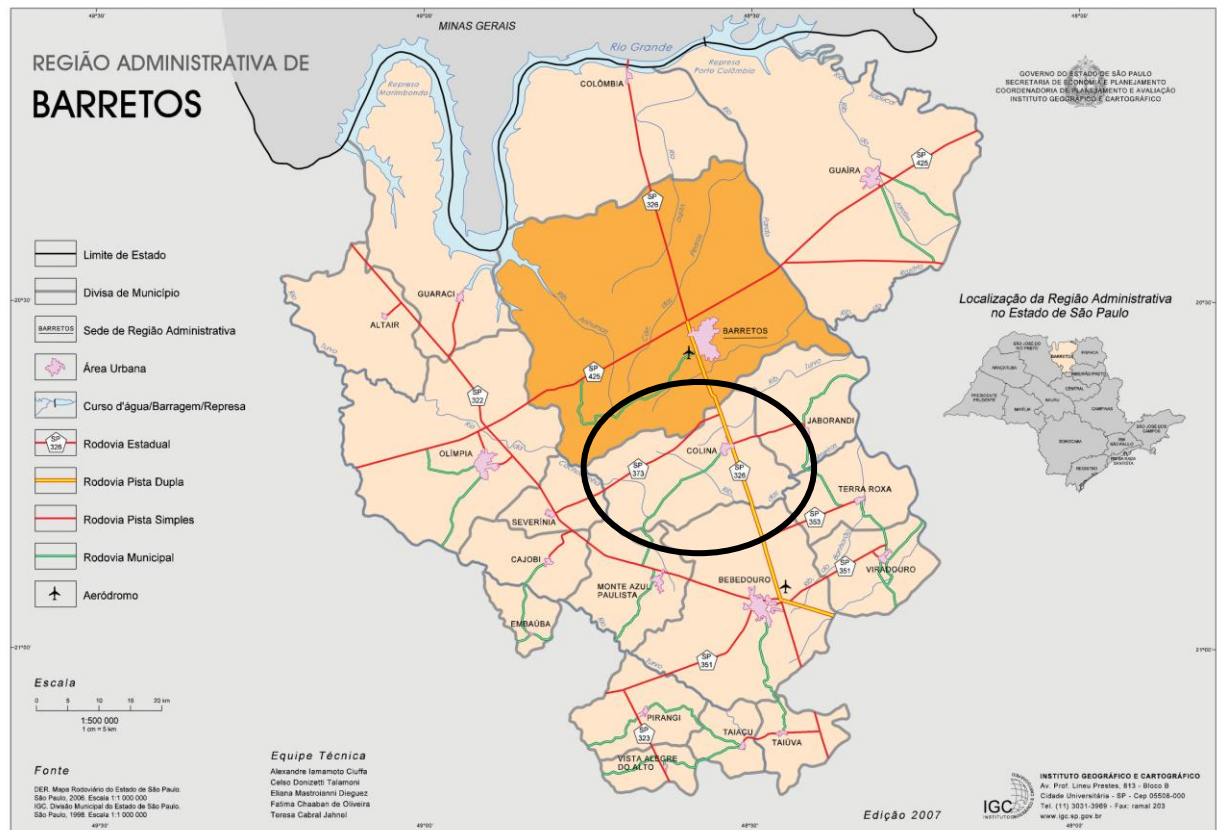 REGIÃO ADMINISTRATIVA DE
BARRETOS
MINAS GERAIS
GOVERNO DO ESTADO DE SÃO PAULO
SECRETARIA DE ECONOMIA E PLANEJAMENTO
COORDENADORIA DE PLANEJAMENTO E AVALIAÇÃO
INSTITUTO GEOGRÁFICO E CARTOGRÁFICO
Limite de Estado
Divisa de Município
BARRETOS
Sede de Região Administrativa
Área Urbana
Curso d'água/Barragem/Represa
SP
326
Rodovia Estadual
Rodovia Pista Dupla
Rodovia Pista Simples
Rodovia Municipal
Aeródromo
Rio Grande
Represa
Marimbondo
Represa
Porto Colômbia
COLÔMBIA
GUAÍRA
SP
425
SP
326
GUARACI
ALTAIR
BARRETOS
SP
425
SP
322
OLÍMPIA
COLINA
JABORANDI
SP
373
SP
326
TERRA ROXA
SEVERÍNIA
SP
353
CAJOBI
MONTE AZUL
PAULISTA
BEBEDOURO
SP
351
VIRADOURO
EMBAÚBA
SP
351
PIRANGI
SP
323
TAIAÇU
TAIÚVA
VISTA ALEGRE
DO ALTO
Localização da Região Administrativa
no Estado de São Paulo
Escala
0 5 10 15 20 km
1:500 000
1 cm = 5 km
Fonte
DER. Mapa Rodoviário do Estado de São Paulo.
São Paulo, 2006. Escala 1:1 000 000
IGC. Divisão Municipal do Estado de São Paulo.
São Paulo, 1998. Escala 1:1 000 000
Equipe Técnica
Alexandre Iamamoto Ciuffa
Celso Donizetti Talamoni
Eliana Mastroianni Dieguez
Fatima Chaaban de Oliveira
Teresa Cabral Jahnel
Edição 2007
IGC
INSTITUTO GEOGRÁFICO E CARTOGRÁFICO
Av. Prof. Lineu Prestes, 813 - Bloco B
Cidade Universitária - SP - Cep 05508-000
Tel. (11) 3031-3989 - Fax: ramal 203
www.igc.sp.gov.br